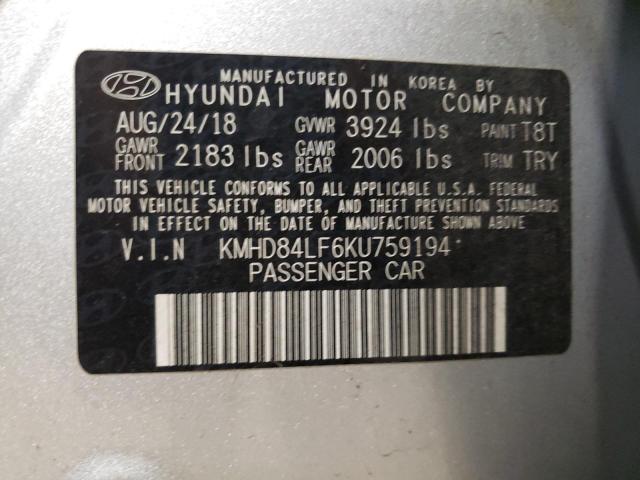 MANUFACTURED IN KOREA BY
HYUNDAI MOTOR COMPANY
AUG/24/18 GVWR 3924 lbs PAINT T8T
GAWR FRONT 2183 lbs GAWR REAR 2006 lbs TRIM TRY
THIS VEHICLE CONFORMS TO ALL APPLICABLE U.S.A. FEDERAL
MOTOR VEHICLE SAFETY, BUMPER, AND THEFT PREVENTION STANDARDS
IN EFFECT ON THE DATE OF MANUFACTURE SHOWN ABOVE.
V.I.N KMHD84LF6KU759194*
PASSENGER CAR